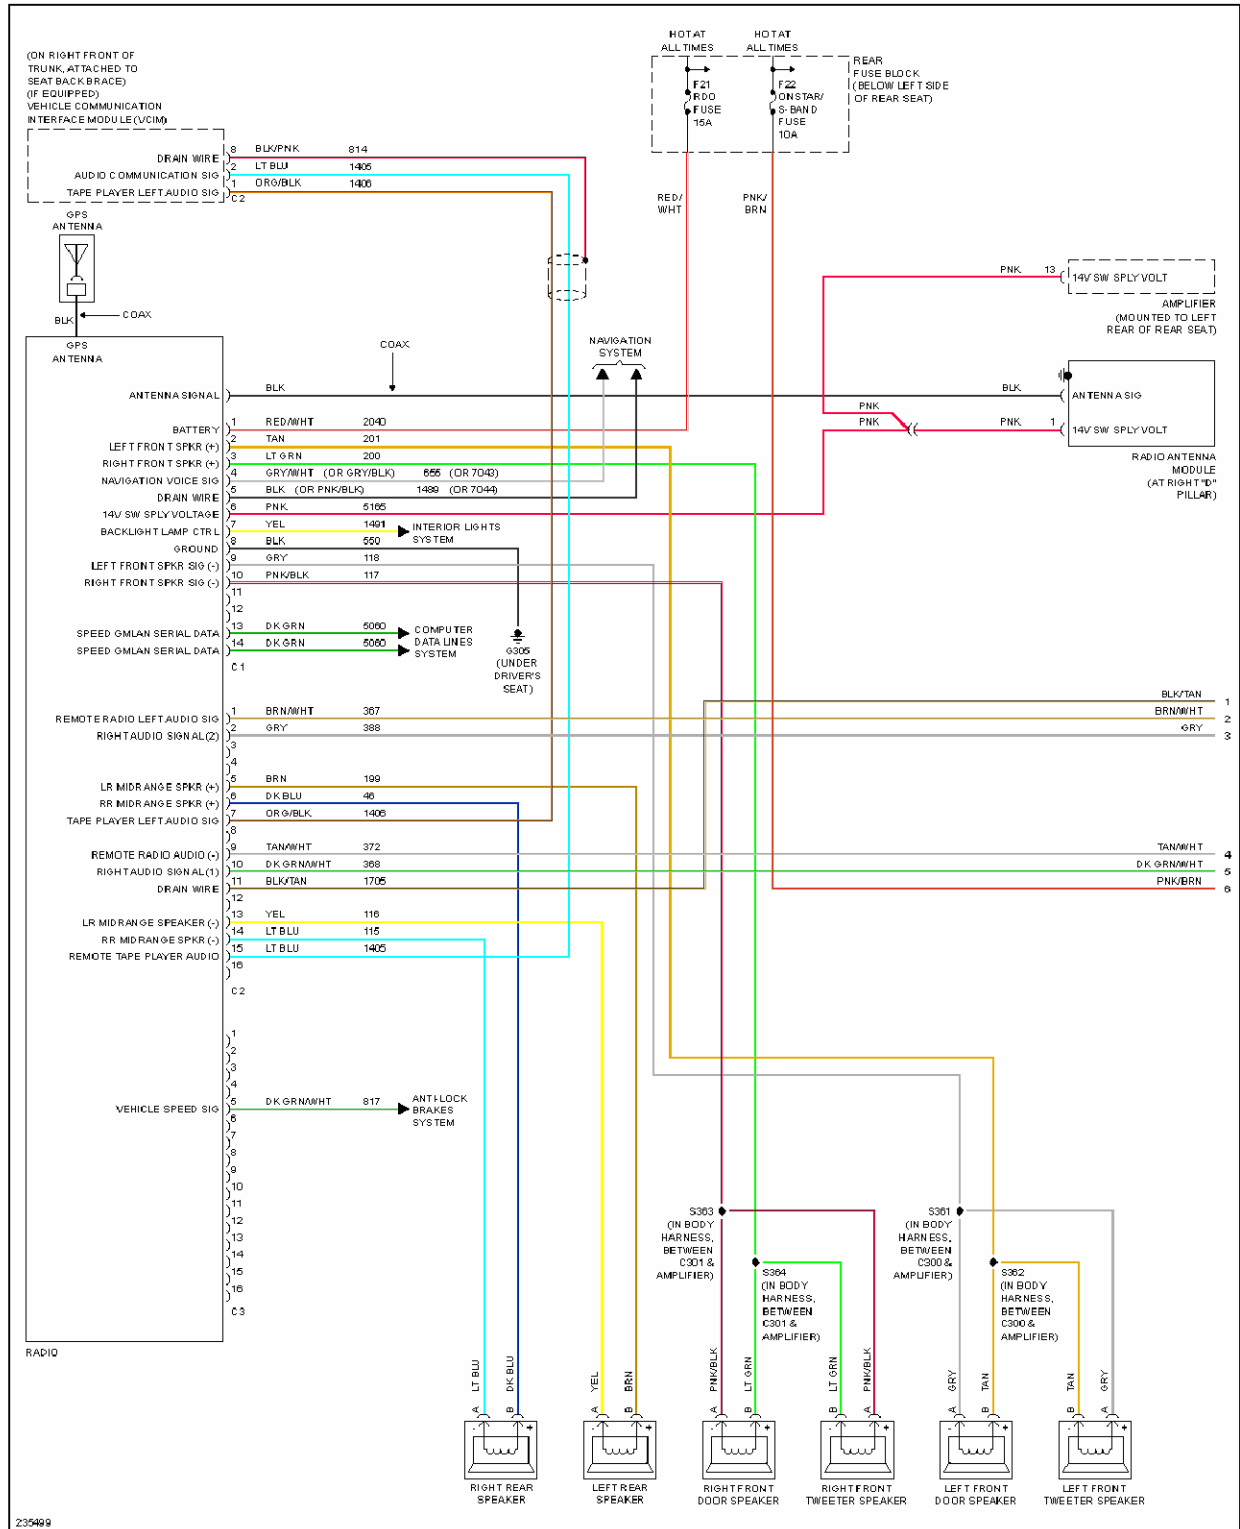 HOT AT
ALL TIMES
HOT AT
ALL TIMES
REAR
FUSE BLOCK
(BELOW LEFT SIDE
OF REAR SEAT)
F21
RDO
FUSE
15A
F22
ONSTAR/
S-BAND
FUSE
10A
(ON RIGHT FRONT OF
TRUNK, ATTACHED TO
SEAT BACK BRACE)
(IF EQUIPPED)
VEHICLE COMMUNICATION
INTERFACE MODULE (VCIM)
DRAIN WIRE 8 BLK/PNK 814
AUDIO COMMUNICATION SIG 2 LT BLU 1405
TAPE PLAYER LEFT AUDIO SIG 1 ORG/BLK 1406
C2
RED/
WHT
PNK/
BRN
GPS
ANTENNA
BLK
COAX
GPS
ANTENNA
PNK 13 14V SW SPLY VOLT
AMPLIFIER
(MOUNTED TO LEFT
REAR OF REAR SEAT)
COAX
NAVIGATION
SYSTEM
ANTENNA SIGNAL BLK
BLK ANTENNA SIG
PNK
PNK PNK 1 14V SW SPLY VOLT
RADIO ANTENNA
MODULE
(AT RIGHT "D"
PILLAR)
BATTERY 1 RED/WHT 2040
LEFT FRONT SPKR (+) 2 TAN 201
RIGHT FRONT SPKR (+) 3 LT GRN 200
NAVIGATION VOICE SIG 4 GRY/WHT (OR GRY/BLK) 655 (OR 7043)
DRAIN WIRE 5 BLK (OR PNK/BLK) 1489 (OR 7044)
14V SW SPLY VOLTAGE 6 PNK 5165
BACKLIGHT LAMP CTRL 7 YEL 1491
INTERIOR LIGHTS
SYSTEM
GROUND 8 BLK 550
LEFT FRONT SPKR SIG (-) 9 GRY 118
RIGHT FRONT SPKR SIG (-) 10 PNK/BLK 117
11
12
SPEED GMLAN SERIAL DATA 13 DK GRN 5060
SPEED GMLAN SERIAL DATA 14 DK GRN 5060
C1
COMPUTER
DATA LINES
SYSTEM
G305
(UNDER
DRIVER'S
SEAT)
BLK/TAN 1
REMOTE RADIO LEFT AUDIO SIG 1 BRN/WHT 367
BRN/WHT 2
RIGHT AUDIO SIGNAL (2) 2 GRY 388
GRY 3
3
4
LR MIDRANGE SPKR (+) 5 BRN 199
RR MIDRANGE SPKR (+) 6 DK BLU 46
TAPE PLAYER LEFT AUDIO SIG 7 ORG/BLK 1406
8
REMOTE RADIO AUDIO (-) 9 TAN/WHT 372
TAN/WHT 4
RIGHT AUDIO SIGNAL (1) 10 DK GRN/WHT 368
DK GRN/WHT 5
DRAIN WIRE 11 BLK/TAN 1705
PNK/BRN 6
12
LR MIDRANGE SPEAKER (-) 13 YEL 116
RR MIDRANGE SPKR (-) 14 LT BLU 115
REMOTE TAPE PLAYER AUDIO 15 LT BLU 1405
16
C2
1
2
3
4
VEHICLE SPEED SIG 5 DK GRN/WHT 817
ANTI-LOCK
BRAKES
SYSTEM
6
7
8
9
10
11
12
13
14
15
16
C3
RADIO
S363
(IN BODY
HARNESS,
BETWEEN
C301 &
AMPLIFIER)
S364
(IN BODY
HARNESS,
BETWEEN
C301 &
AMPLIFIER)
S361
(IN BODY
HARNESS,
BETWEEN
C300 &
AMPLIFIER)
S362
(IN BODY
HARNESS,
BETWEEN
C300 &
AMPLIFIER)
A LT BLU
B DK BLU
A YEL
B BRN
A PNK/BLK
B LT GRN
B LT GRN
A PNK/BLK
A GRY
B TAN
B TAN
A GRY
- +
- +
- +
- +
- +
- +
RIGHT REAR
SPEAKER
LEFT REAR
SPEAKER
RIGHT FRONT
DOOR SPEAKER
RIGHT FRONT
TWEETER SPEAKER
LEFT FRONT
DOOR SPEAKER
LEFT FRONT
TWEETER SPEAKER
235499